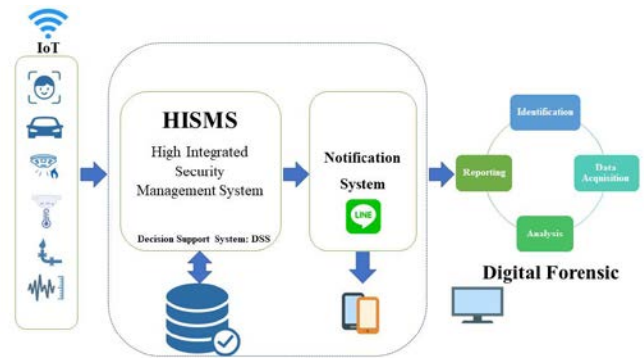 IoT
HISMS
High Integrated
Security
Management System
Decision Support System: DSS
Notification
System
LINE
Identification
Data
Acquisition
Analysis
Reporting
Digital Forensic